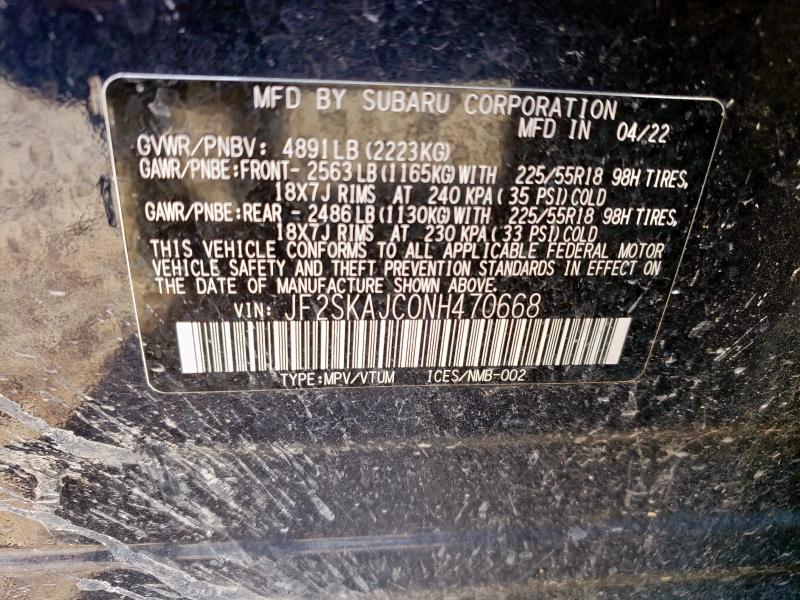 MFD BY SUBARU CORPORATION
MFD IN 04/22
GVWR/PNBV: 4891LB(2223KG)
GAWR/PNBE:FRONT- 2563LB(1165KG)WITH 225/55R18 98H TIRES,
18X7J RIMS AT 240 KPA( 35 PSI)COLD
GAWR/PNBE:REAR - 2486LB(1130KG)WITH 225/55R18 98H TIRES,
18X7J RIMS AT 230 KPA( 33 PSI)COLD
THIS VEHICLE CONFORMS TO ALL APPLICABLE FEDERAL MOTOR
VEHICLE SAFETY AND THEFT PREVENTION STANDARDS IN EFFECT ON
THE DATE OF MANUFACTURE SHOWN ABOVE.
VIN: JF2SKAJC0NH470668
TYPE:MPV/VTUM ICES/NMB-002